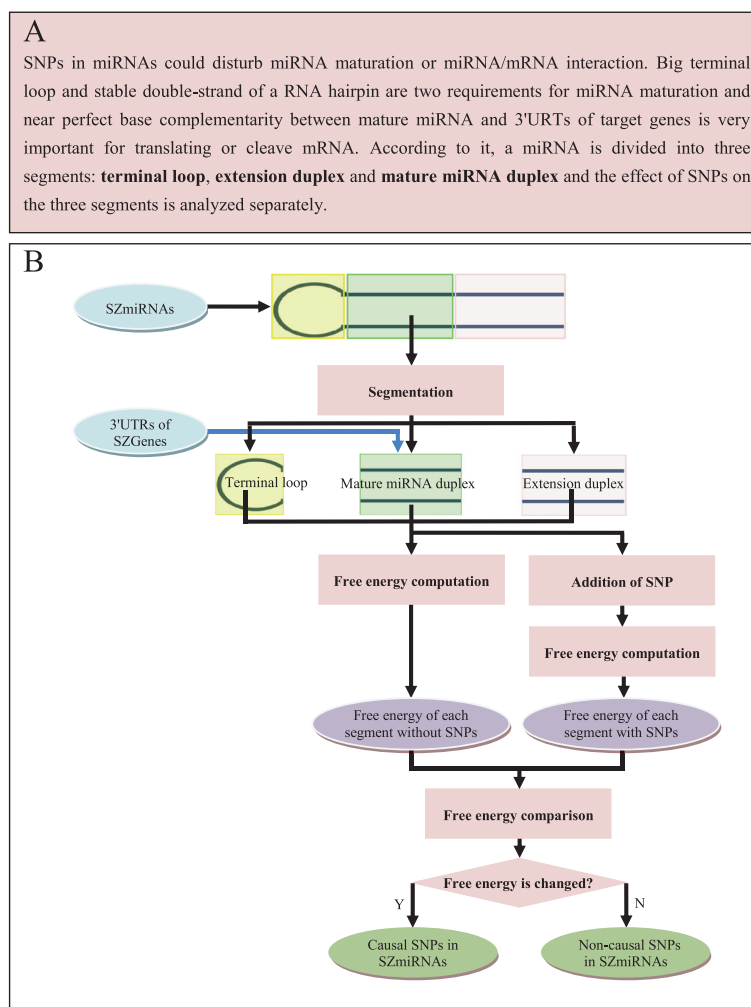 A
SNPs in miRNAs could disturb miRNA maturation or miRNA/mRNA interaction. Big terminal
loop and stable double-strand of a RNA hairpin are two requirements for miRNA maturation and
near perfect base complementarity between mature miRNA and 3'URTs of target genes is very
important for translating or cleave mRNA. According to it, a miRNA is divided into three
segments: terminal loop, extension duplex and mature miRNA duplex and the effect of SNPs on
the three segments is analyzed separately.
B
SZmiRNAs
Segmentation
3'UTRs of
SZGenes
Terminal loop
Mature miRNA duplex
Extension duplex
Free energy computation
Addition of SNP
Free energy computation
Free energy of each
segment without SNPs
Free energy of each
segment with SNPs
Free energy comparison
Free energy is changed?
Y
N
Causal SNPs in
SZmiRNAs
Non-causal SNPs
in SZmiRNAs